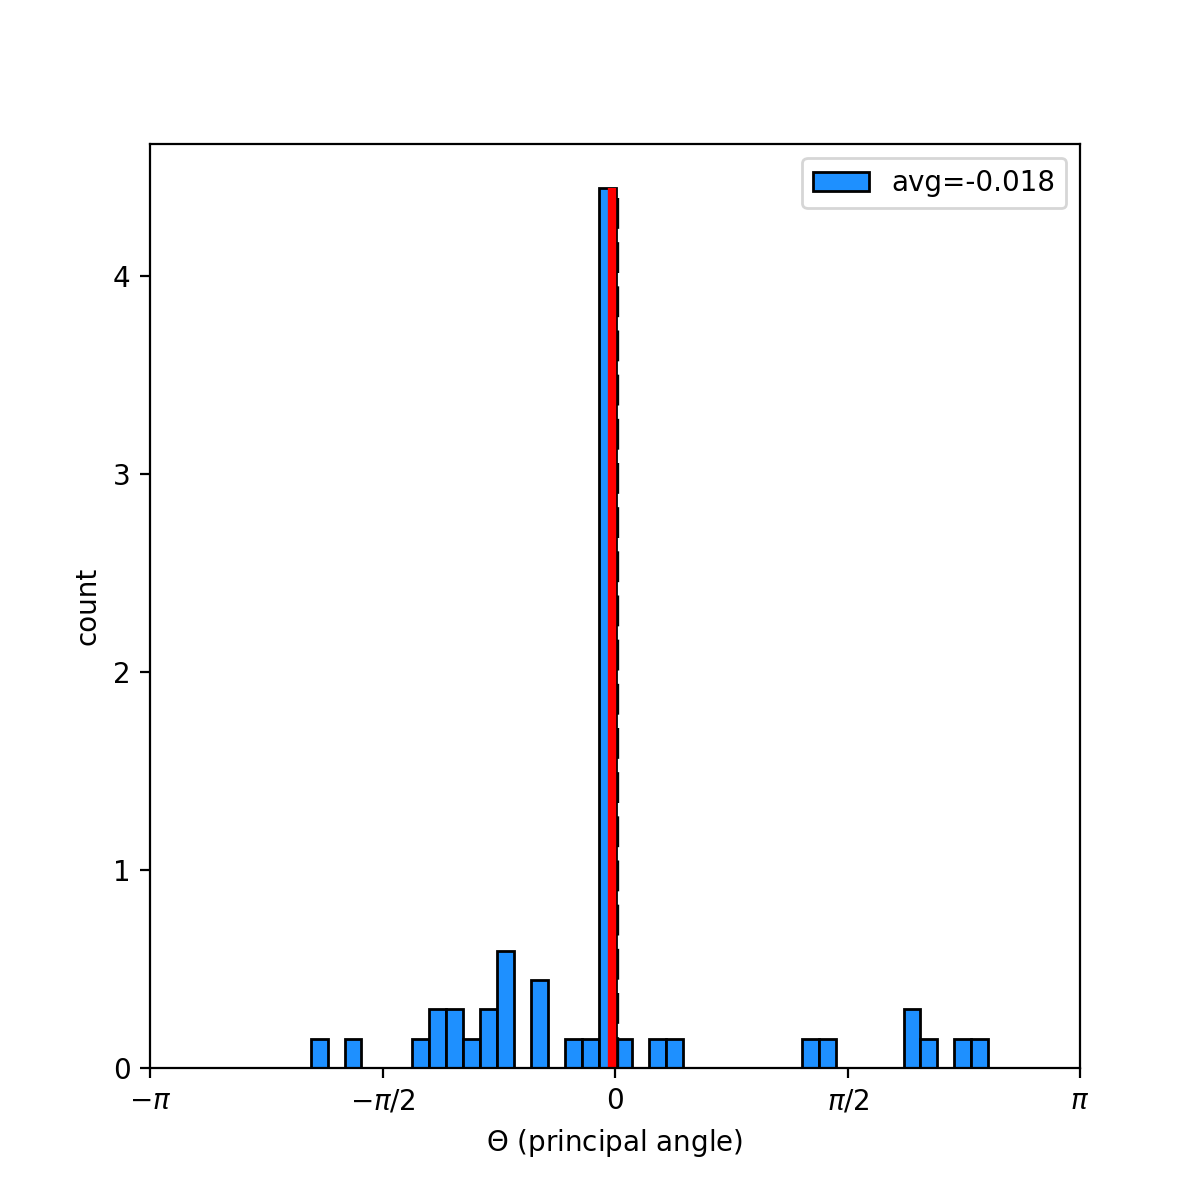 avg=-0.018
4
3
2
1
0
count
−π
−π/2
0
π/2
π
Θ (principal angle)